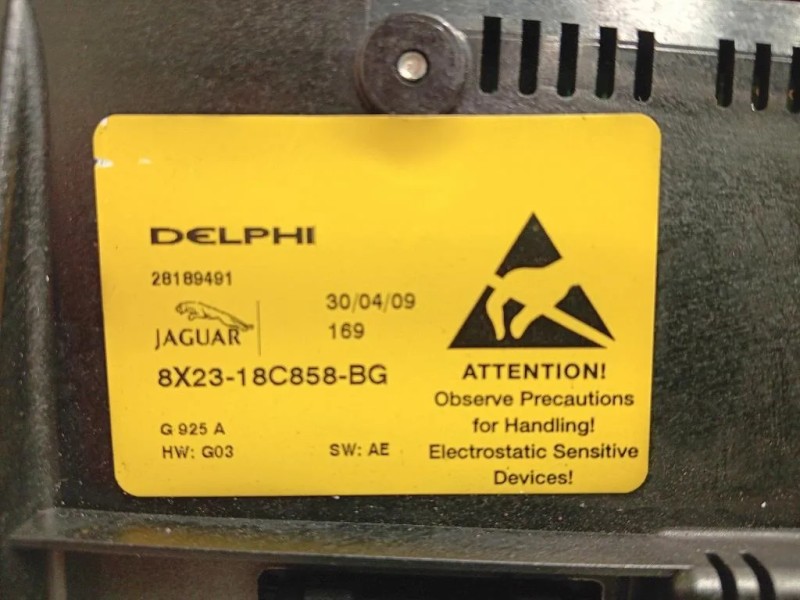 DELPHI
28189491
JAGUAR
30/04/09
169
8X23-18C858-BG
G 925 A
HW: G03
SW: AE
ATTENTION!
Observe Precautions
for Handling!
Electrostatic Sensitive
Devices!